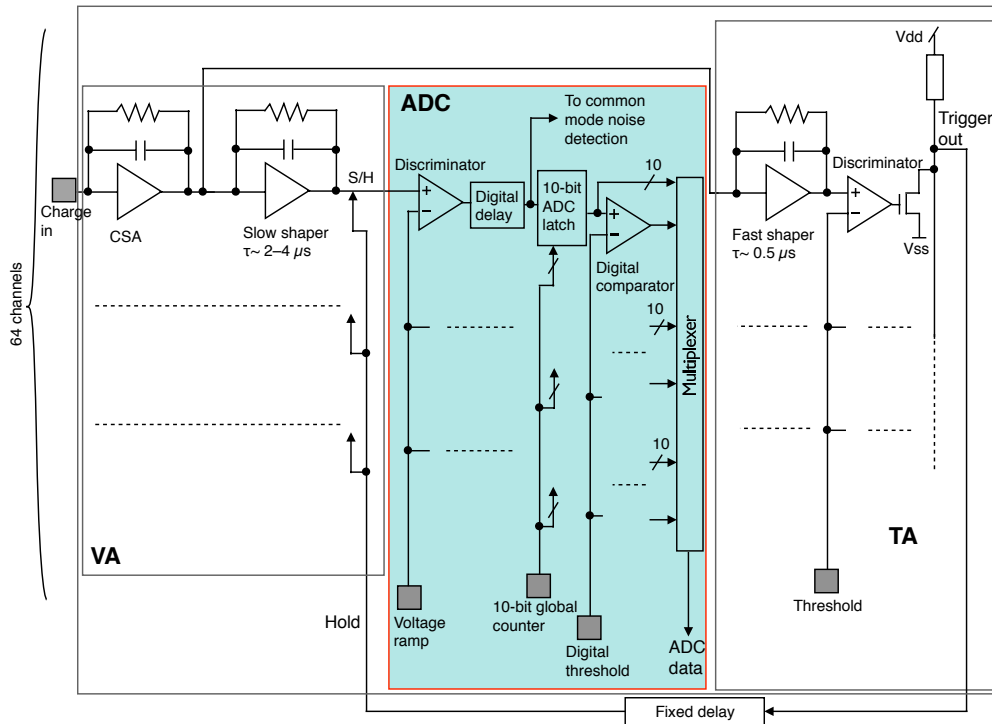 64 channels
Charge
in
CSA
Slow shaper
τ~ 2–4 µs
S/H
VA
Hold
ADC
To common
mode noise
detection
Discriminator
+
−
Digital
delay
10-bit
ADC
latch
10
+
−
Digital
comparator
10
10
Multiplexer
Voltage
ramp
10-bit global
counter
Digital
threshold
ADC
data
Vdd
Trigger
out
Discriminator
+
−
Vss
Fast shaper
τ~ 0.5 µs
Threshold
TA
Fixed delay